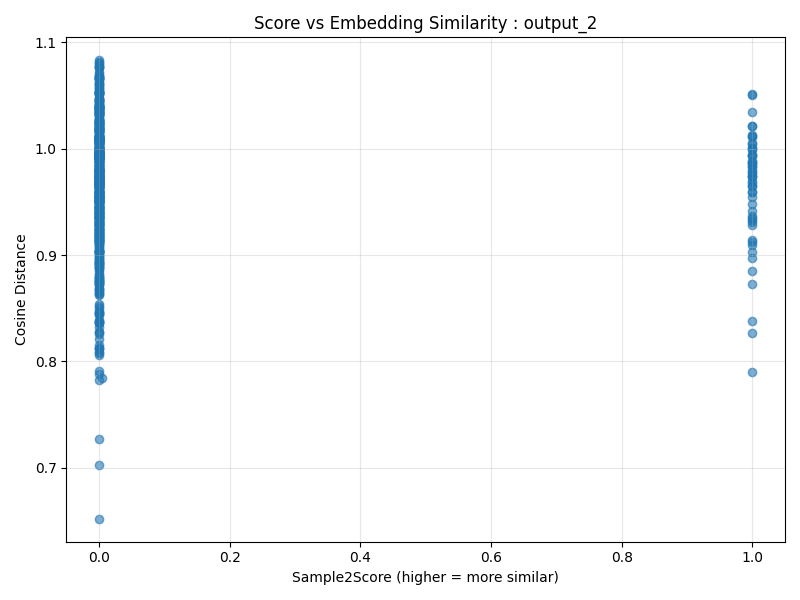 Score vs Embedding Similarity : output_2
1.1
1.0
0.9
0.8
0.7
Cosine Distance
0.0 0.2 0.4 0.6 0.8 1.0
Sample2Score (higher = more similar)